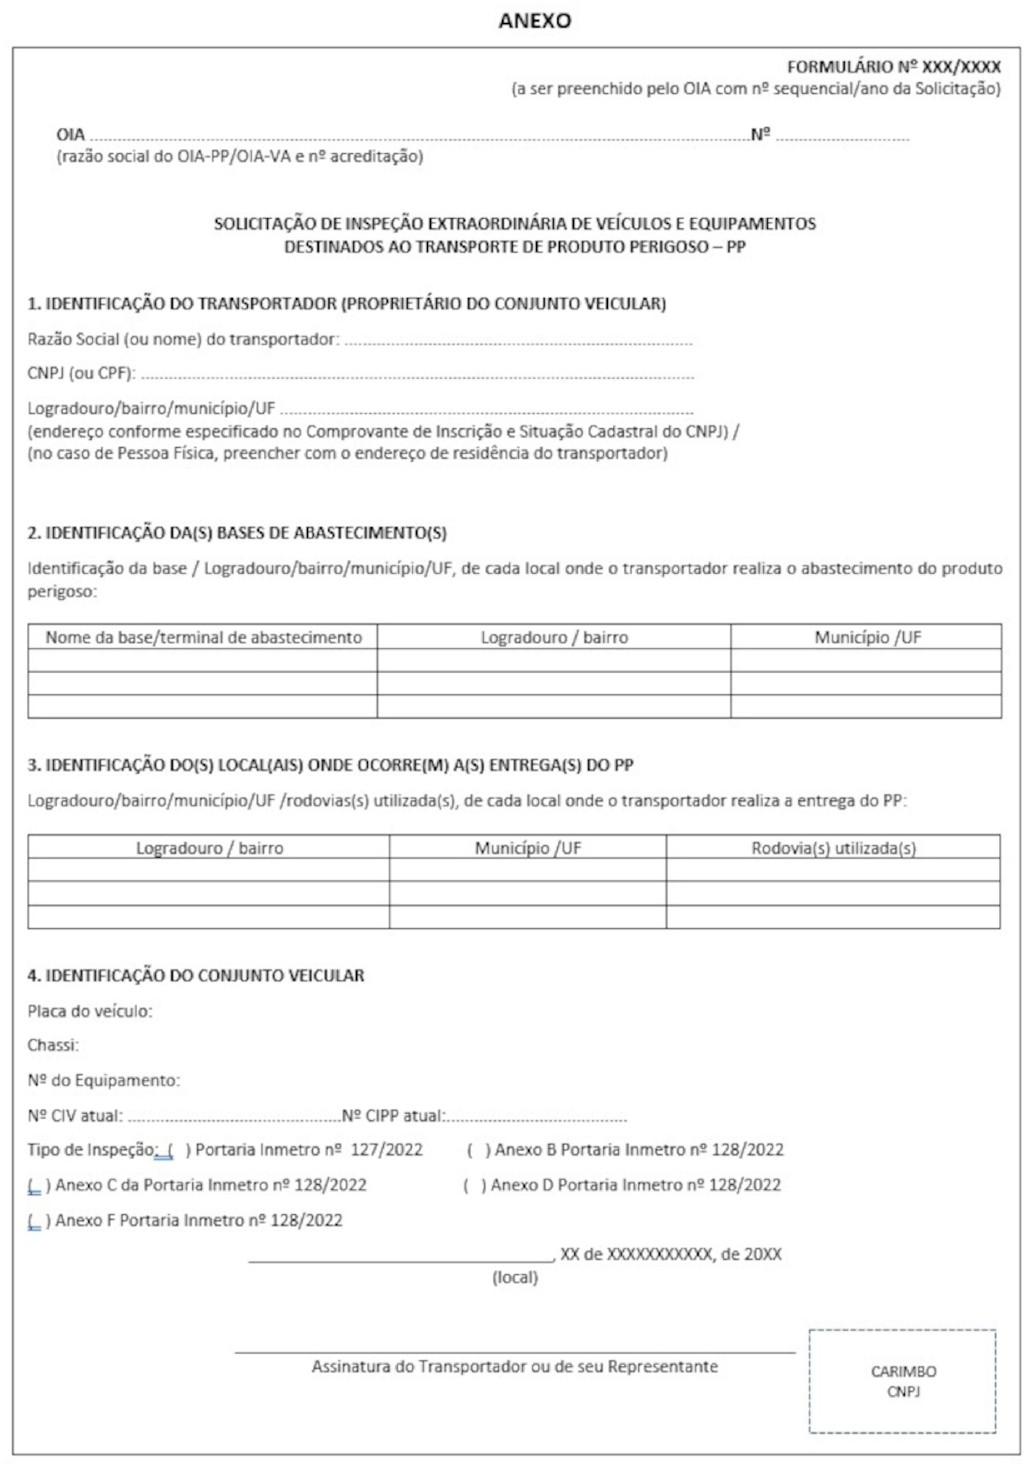 ANEXO
FORMULÁRIO Nº XXX/XXXX
(a ser preenchido pelo OIA com nº sequencial/ano da Solicitação)
OIA ........................................ Nº ....................
(razão social do OIA-PP/OIA-VA e nº acreditação)
SOLICITAÇÃO DE INSPEÇÃO EXTRAORDINÁRIA DE VEÍCULOS E EQUIPAMENTOS
DESTINADOS AO TRANSPORTE DE PRODUTO PERIGOSO – PP
1. IDENTIFICAÇÃO DO TRANSPORTADOR (PROPRIETÁRIO DO CONJUNTO VEICULAR)
Razão Social (ou nome) do transportador: ........................................
CNPJ (ou CPF): ........................................
Logradouro/bairro/município/UF ........................................
(endereço conforme especificado no Comprovante de Inscrição e Situação Cadastral do CNPJ) /
(no caso de Pessoa Física, preencher com o endereço de residência do transportador)
2. IDENTIFICAÇÃO DA(S) BASES DE ABASTECIMENTO(S)
Identificação da base / Logradouro/bairro/município/UF, de cada local onde o transportador realiza o abastecimento do produto
perigoso:
Nome da base/terminal de abastecimento Logradouro / bairro Município /UF
3. IDENTIFICAÇÃO DO(S) LOCAL(AIS) ONDE OCORRE(M) A(S) ENTREGA(S) DO PP
Logradouro/bairro/município/UF /rodovias(s) utilizada(s), de cada local onde o transportador realiza a entrega do PP:
Logradouro / bairro Município /UF Rodovia(s) utilizada(s)
4. IDENTIFICAÇÃO DO CONJUNTO VEICULAR
Placa do veículo:
Chassi:
Nº do Equipamento:
Nº CIV atual: ..............................Nº CIPP atual:..............................
Tipo de Inspeção: ( ) Portaria Inmetro nº 127/2022 ( ) Anexo B Portaria Inmetro nº 128/2022
( ) Anexo C da Portaria Inmetro nº 128/2022 ( ) Anexo D Portaria Inmetro nº 128/2022
( ) Anexo F Portaria Inmetro nº 128/2022
______________________________, XX de XXXXXXXXXXX, de 20XX
(local)
Assinatura do Transportador ou de seu Representante
CARIMBO
CNPJ